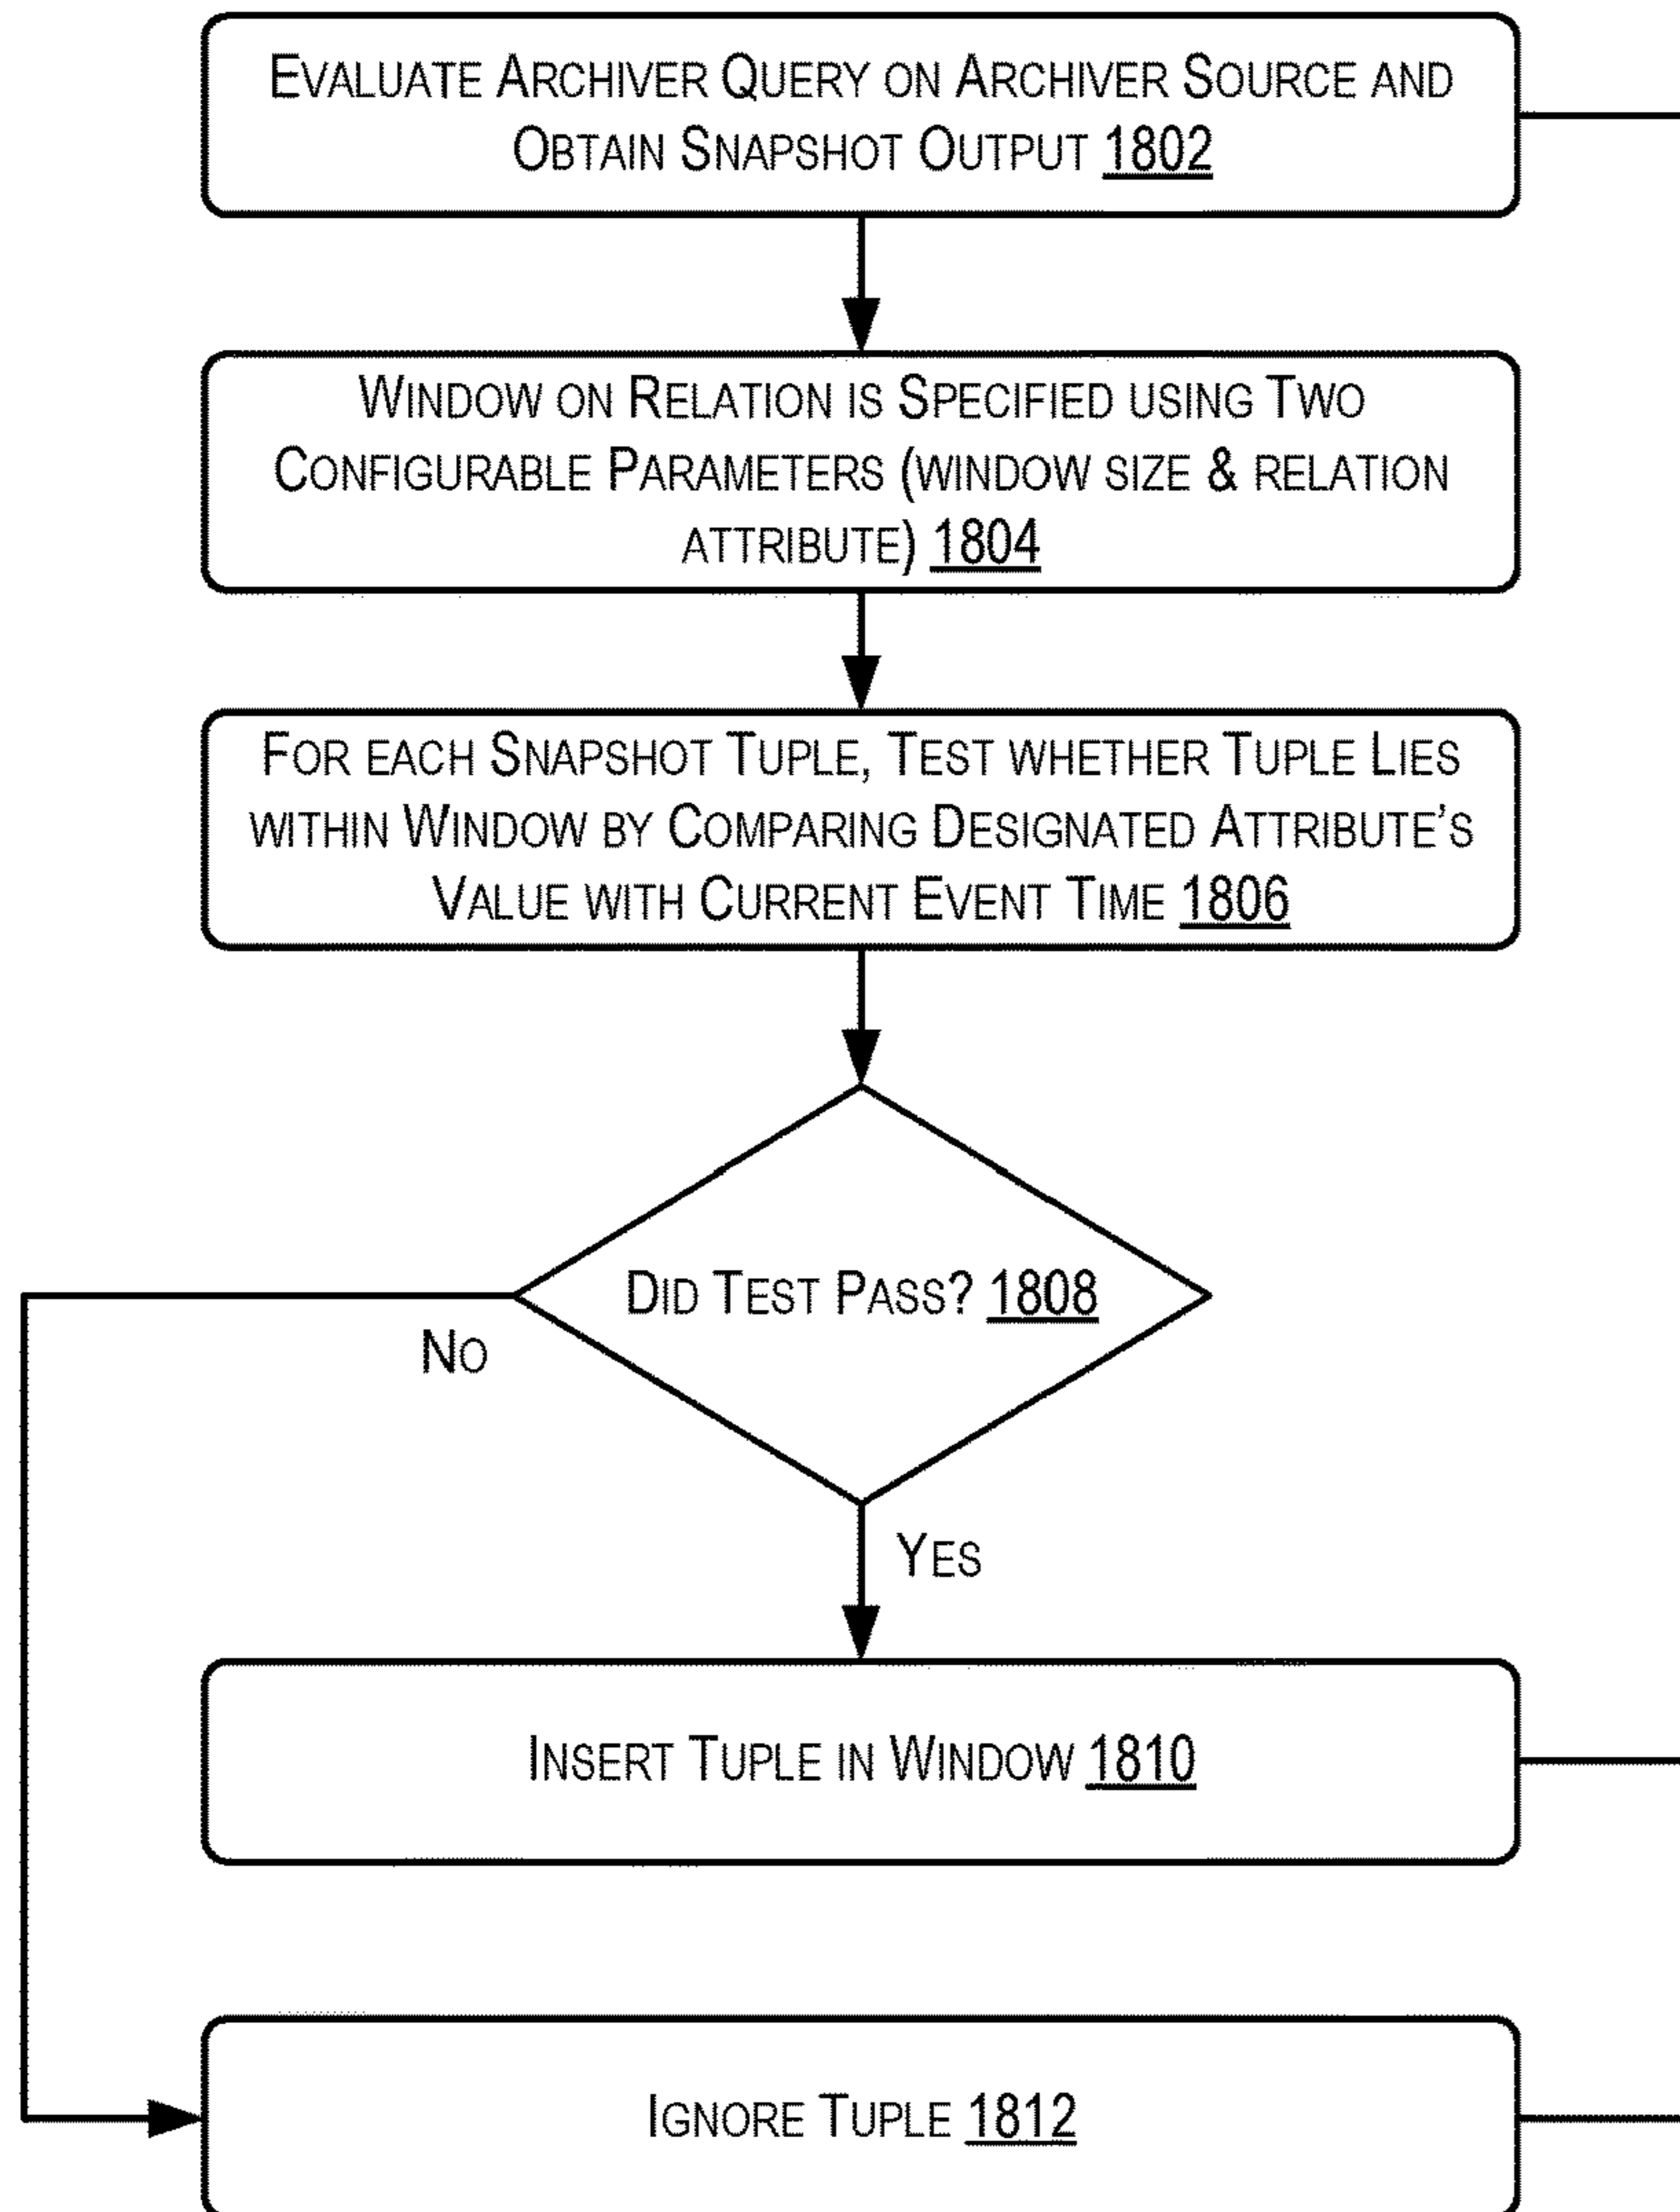 Evaluate Archiver Query on Archiver Source and
Obtain Snapshot Output 1802
Window on Relation is Specified using Two
Configurable Parameters (window size & relation
attribute) 1804
For each Snapshot Tuple, Test whether Tuple Lies
within Window by Comparing Designated Attribute's
Value with Current Event Time 1806
Did Test Pass? 1808
No
Yes
Insert Tuple in Window 1810
Ignore Tuple 1812